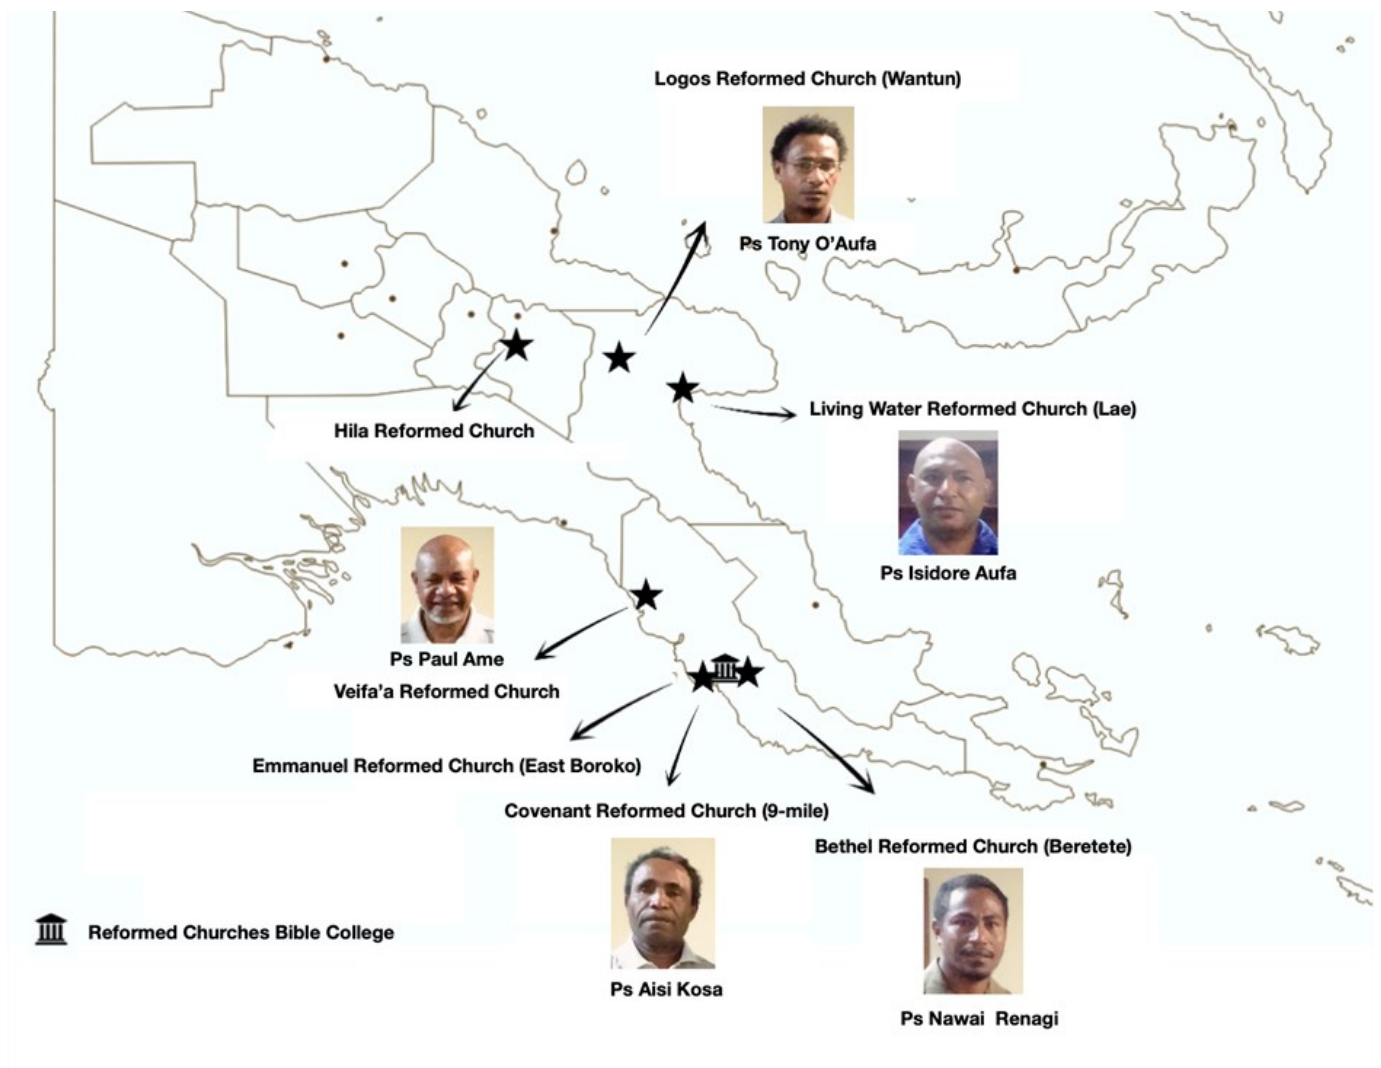 Logos Reformed Church (Wantun)
Ps Tony O'Aufa
Living Water Reformed Church (Lae)
Hila Reformed Church
Ps Isidore Aufa
Ps Paul Ame
Veifa'a Reformed Church
Emmanuel Reformed Church (East Boroko)
Covenant Reformed Church (9-mile)
Bethel Reformed Church (Beretete)
Reformed Churches Bible College
Ps Aisi Kosa
Ps Nawai Renagi